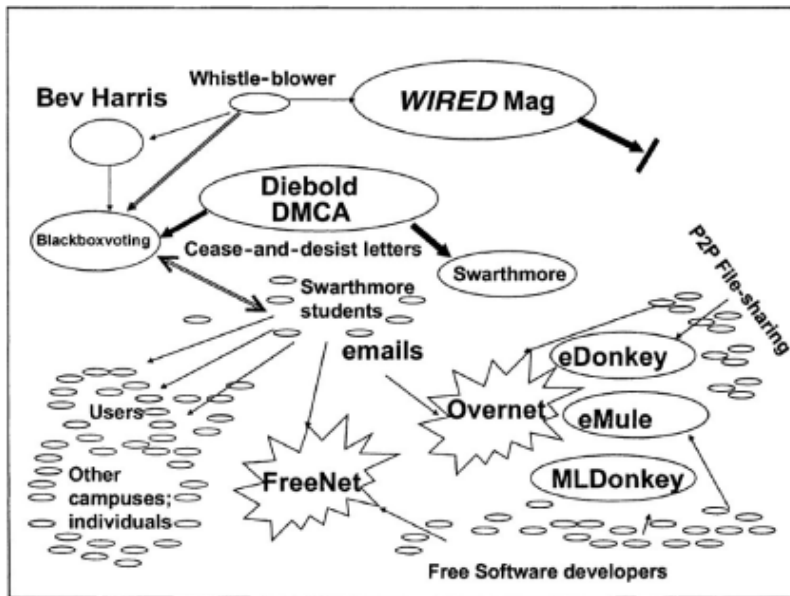 Whistle-blower
Bev Harris
WIRED Mag
Diebold
DMCA
Blackboxvoting
Cease-and-desist letters
Swarthmore
P2P File-sharing
Swarthmore
students
emails
eDonkey
Overnet
eMule
Users
MLDonkey
FreeNet
Other
campuses;
individuals
Free Software developers